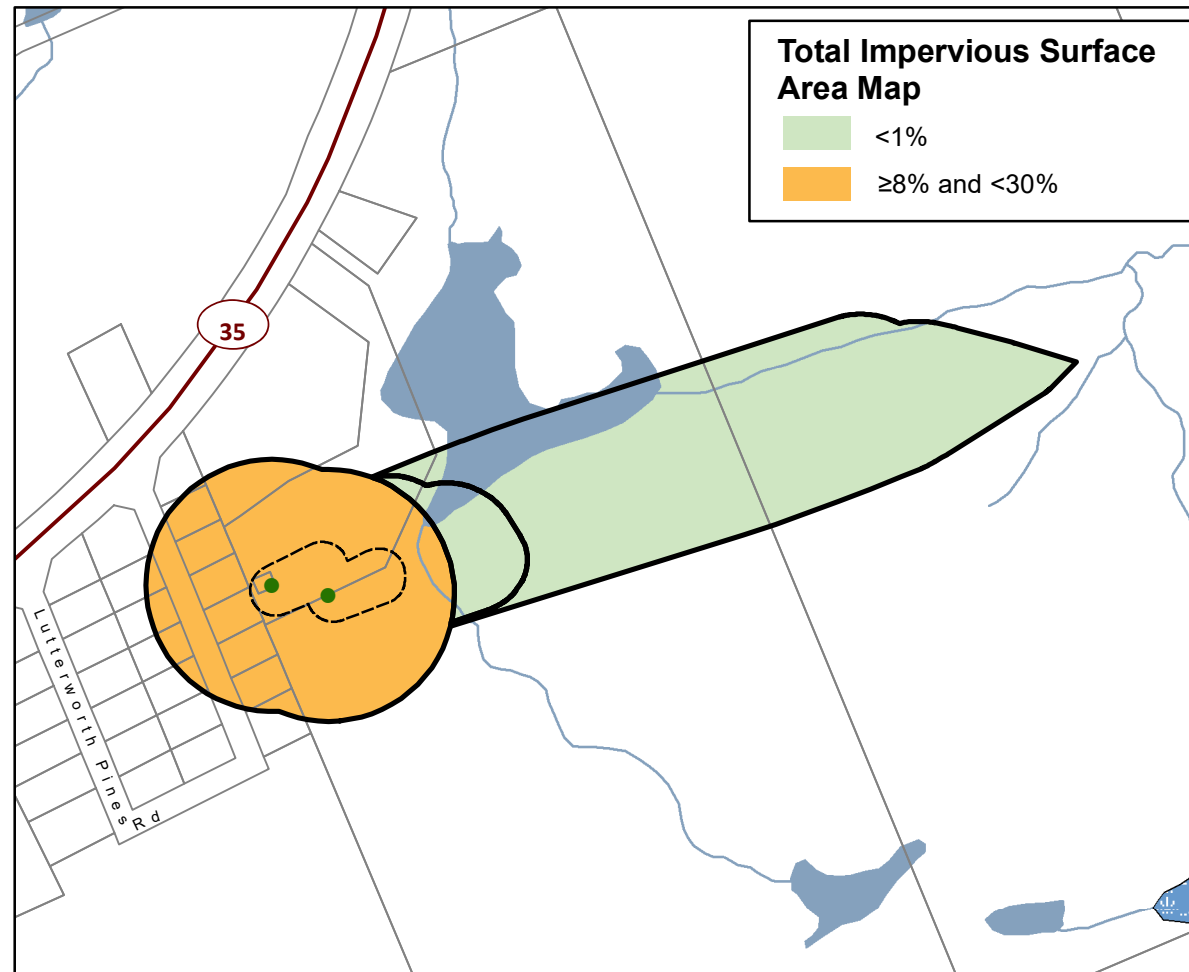 Total Impervious Surface
Area Map
<1%
≥8% and <30%
35
Lutterworth Pines Rd